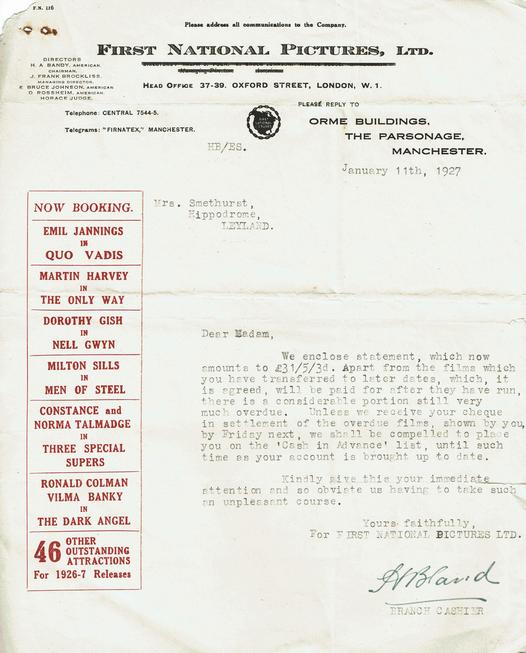 F.N. 116
Please address all communications to the Company.
FIRST NATIONAL PICTURES, LTD.
DIRECTORS
H. A. BANDY, AMERICAN.
CHAIRMAN.
J. FRANK BROCKLISS.
MANAGING DIRECTOR.
E BRUCE JOHNSON, AMERICAN
D. ROSSHEIM, AMERICAN.
HORACE JUDGE.
HEAD OFFICE 37-39. OXFORD STREET, LONDON, W. 1.
Telephone: CENTRAL 7544-5.
Telegrams: "FIRNATEX," MANCHESTER.
PLEASE REPLY TO
ORME BUILDINGS,
THE PARSONAGE,
MANCHESTER.
HB/ES.
January 11th, 1927
Mrs. Smethurst,
Hippodrome,
LEYLAND.
NOW BOOKING.
EMIL JANNINGS
IN
QUO VADIS
MARTIN HARVEY
IN
THE ONLY WAY
DOROTHY GISH
IN
NELL GWYN
MILTON SILLS
IN
MEN OF STEEL
CONSTANCE and
NORMA TALMADGE
IN
THREE SPECIAL
SUPERS
RONALD COLMAN
VILMA BANKY
IN
THE DARK ANGEL
46 OTHER
OUTSTANDING
ATTRACTIONS
For 1926-7 Releases
Dear Madam,
We enclose statement, which now
amounts to £31/5/3d. Apart from the films which
you have transferred to later dates, which, it
is agreed, will be paid for after they have run,
there is a considerable portion still very
much overdue. Unless we receive your cheque
in settlement of the overdue films, shown by you,
by Friday next, we shall be compelled to place
you on the 'Cash in Advance' list, until such
time as your account is brought up to date.
Kindly give this your immediate
attention and so obviate us having to take such
an unpleasant course.
Yours faithfully,
For FIRST NATIONAL PICTURES LTD.
HBland
BRANCH CASHIER